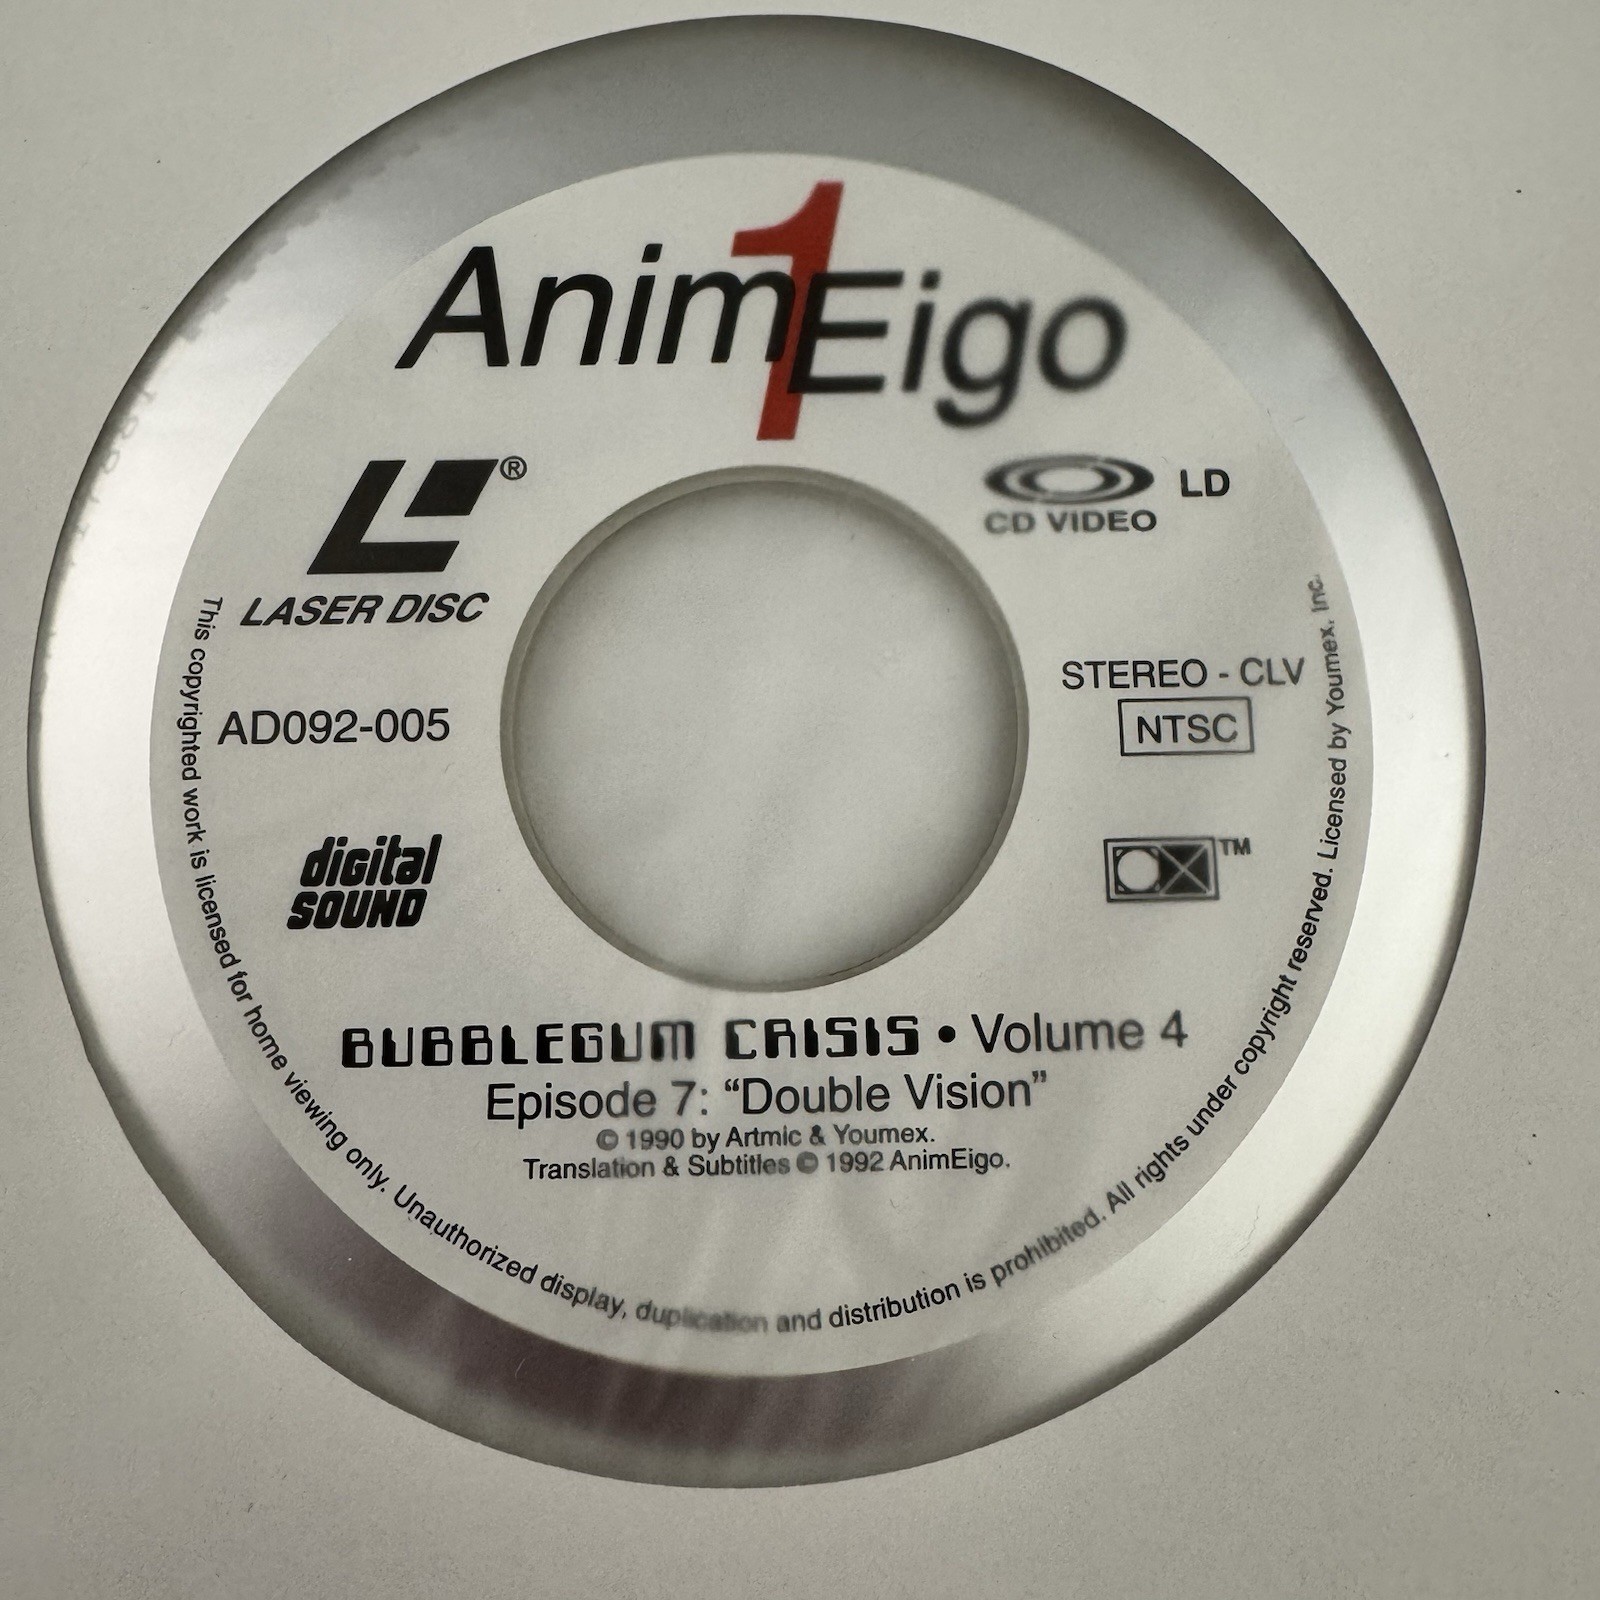 AnimEigo
1
®
LASER DISC
CD VIDEO LD
AD092-005
STEREO - CLV
NTSC
digital
SOUND
TM
BUBBLEGUM CRISIS • Volume 4
Episode 7: “Double Vision”
© 1990 by Artmic & Youmex.
Translation & Subtitles © 1992 AnimEigo.
This copyrighted work is licensed for home viewing only. Unauthorized display, duplication and distribution is prohibited. All rights under copyright reserved. Licensed by Youmex, Inc.